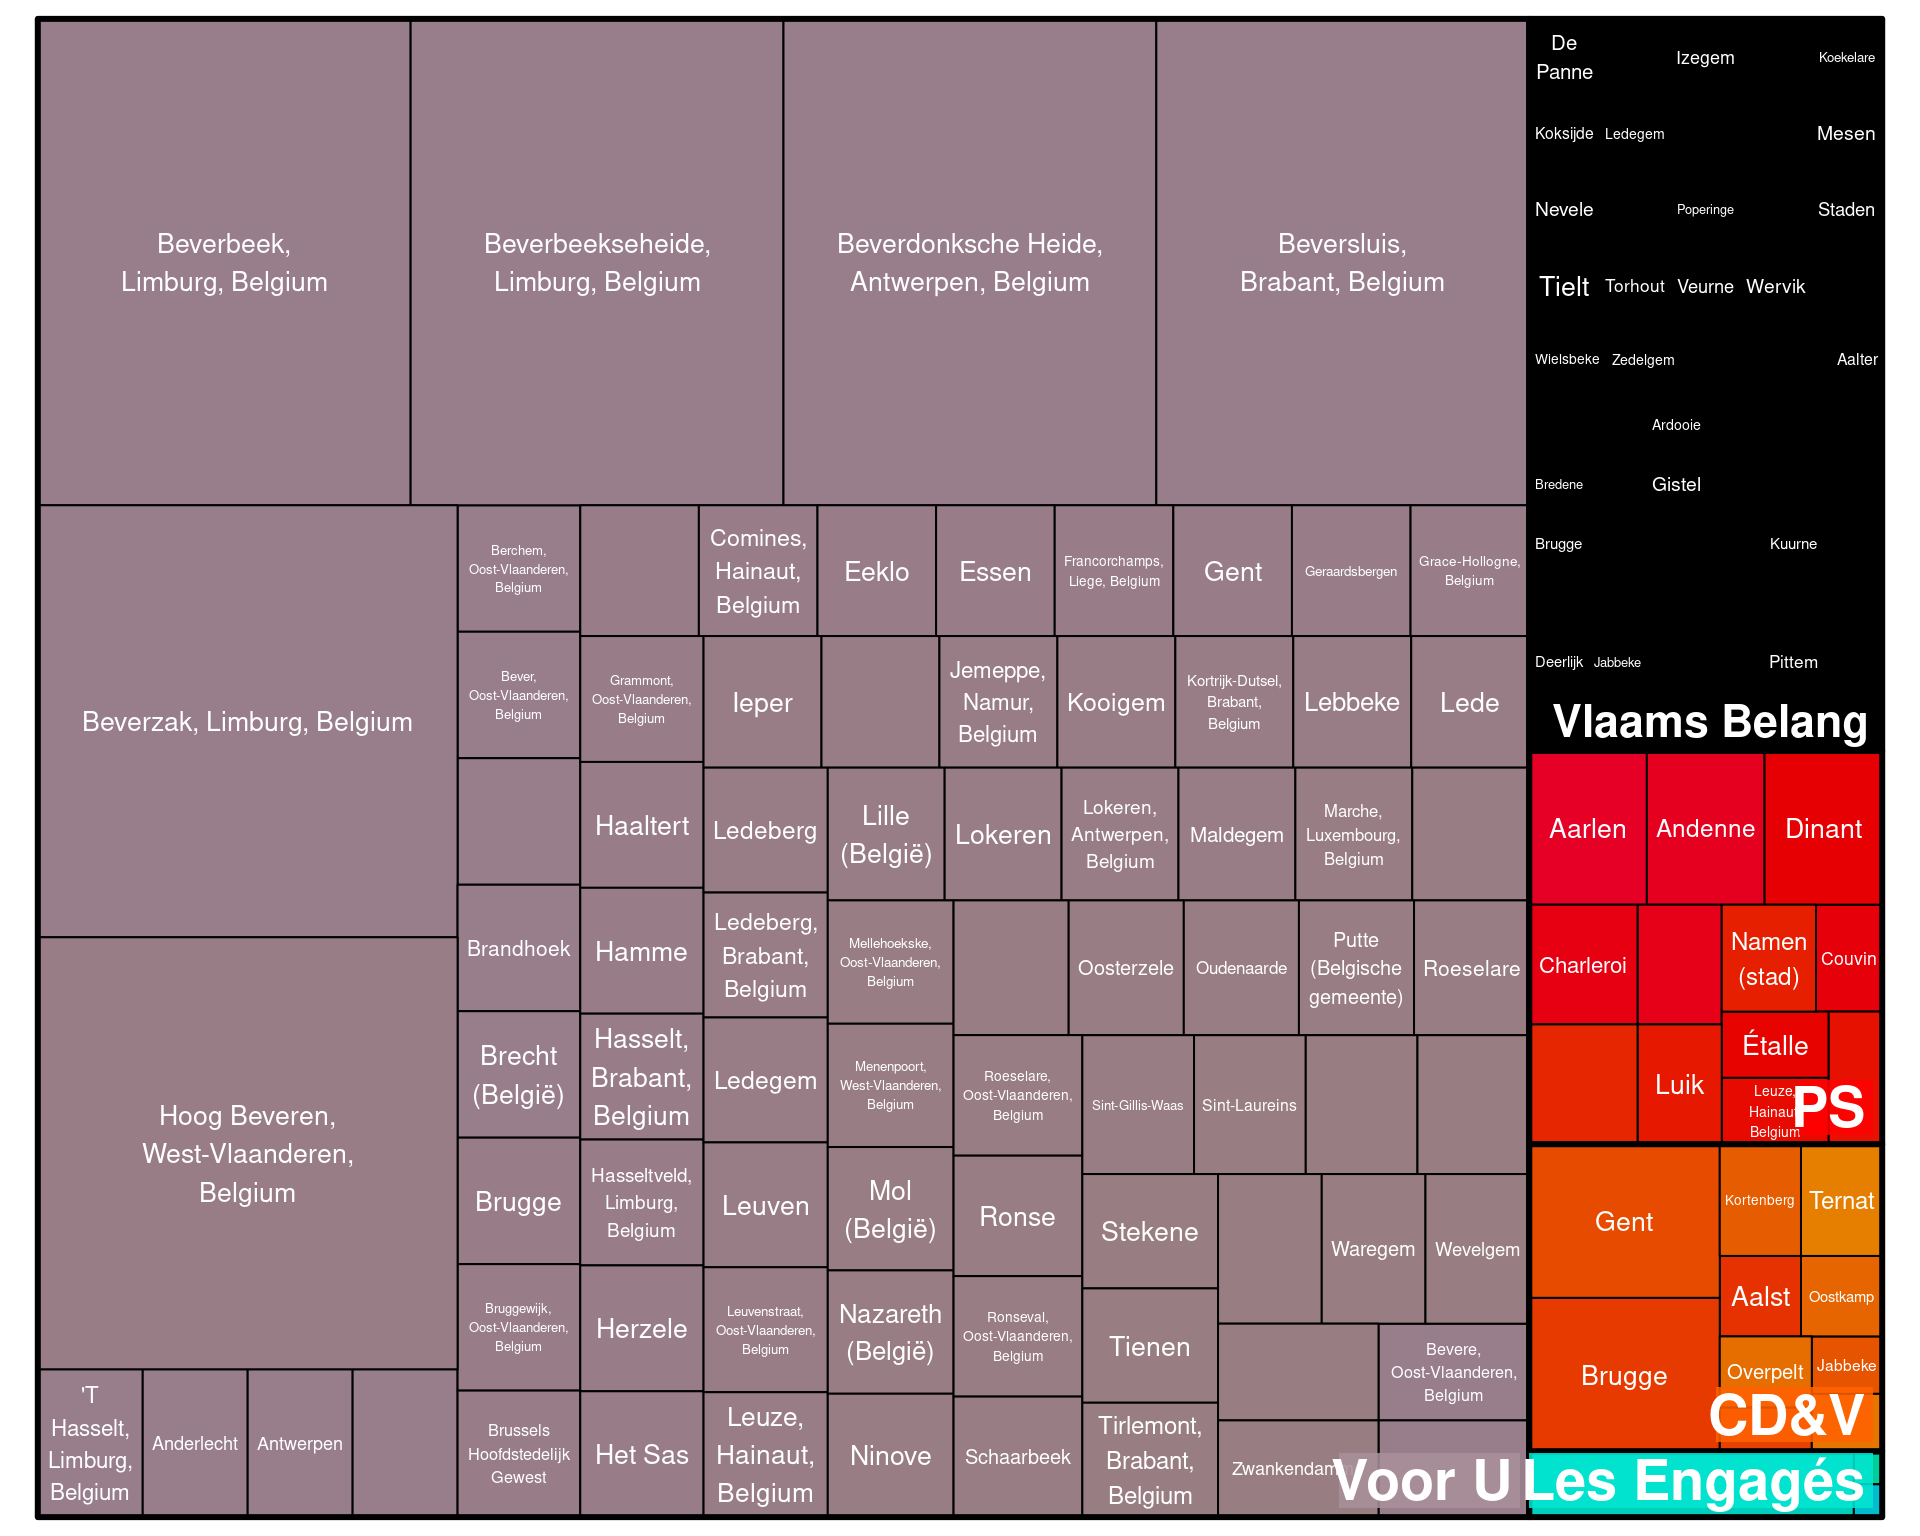 Beverbeek,
Limburg, Belgium
Beverbeekseheide,
Limburg, Belgium
Beverdonksche Heide,
Antwerpen, Belgium
Beversluis,
Brabant, Belgium
Beverzak, Limburg, Belgium
Hoog Beveren,
West-Vlaanderen,
Belgium
'T
Hasselt,
Limburg,
Belgium
Anderlecht
Antwerpen
Berchem,
Oost-Vlaanderen,
Belgium
Bever,
Oost-Vlaanderen,
Belgium
Brandhoek
Brecht
(België)
Brugge
Bruggewijk,
Oost-Vlaanderen,
Belgium
Brussels
Hoofdstedelijk
Gewest
Comines,
Hainaut,
Belgium
Eeklo
Essen
Francorchamps,
Liege, Belgium
Gent
Geraardsbergen
Grace-Hollogne,
Belgium
Grammont,
Oost-Vlaanderen,
Belgium
Haaltert
Hamme
Hasselt,
Brabant,
Belgium
Hasseltveld,
Limburg,
Belgium
Herzele
Het Sas
Ieper
Jemeppe,
Namur,
Belgium
Kooigem
Kortrijk-Dutsel,
Brabant,
Belgium
Lebbeke
Lede
Ledeberg
Ledeberg,
Brabant,
Belgium
Ledegem
Leuven
Leuvenstraat,
Oost-Vlaanderen,
Belgium
Leuze,
Hainaut,
Belgium
Lille
(België)
Lokeren
Lokeren,
Antwerpen,
Belgium
Maldegem
Marche,
Luxembourg,
Belgium
Mellehoekske,
Oost-Vlaanderen,
Belgium
Menenpoort,
West-Vlaanderen,
Belgium
Mol
(België)
Nazareth
(België)
Ninove
Oosterzele
Oudenaarde
Putte
(Belgische
gemeente)
Roeselare
Roeselare,
Oost-Vlaanderen,
Belgium
Ronse
Ronseval,
Oost-Vlaanderen,
Belgium
Schaarbeek
Sint-Gillis-Waas
Sint-Laureins
Stekene
Tienen
Tirlemont,
Brabant,
Belgium
Waregem
Wevelgem
Bevere,
Oost-Vlaanderen,
Belgium
Zwankendamme
Voor U
De
Panne
Izegem
Koekelare
Koksijde
Ledegem
Mesen
Nevele
Poperinge
Staden
Tielt
Torhout
Veurne
Wervik
Wielsbeke
Zedelgem
Aalter
Ardooie
Bredene
Gistel
Brugge
Kuurne
Deerlijk
Jabbeke
Pittem
Vlaams Belang
Aarlen
Andenne
Dinant
Charleroi
Namen
(stad)
Couvin
Étalle
Luik
Leuze,
Hainaut,
Belgium
PS
Gent
Kortenberg
Ternat
Aalst
Oostkamp
Brugge
Overpelt
Jabbeke
CD&V
Les Engagés